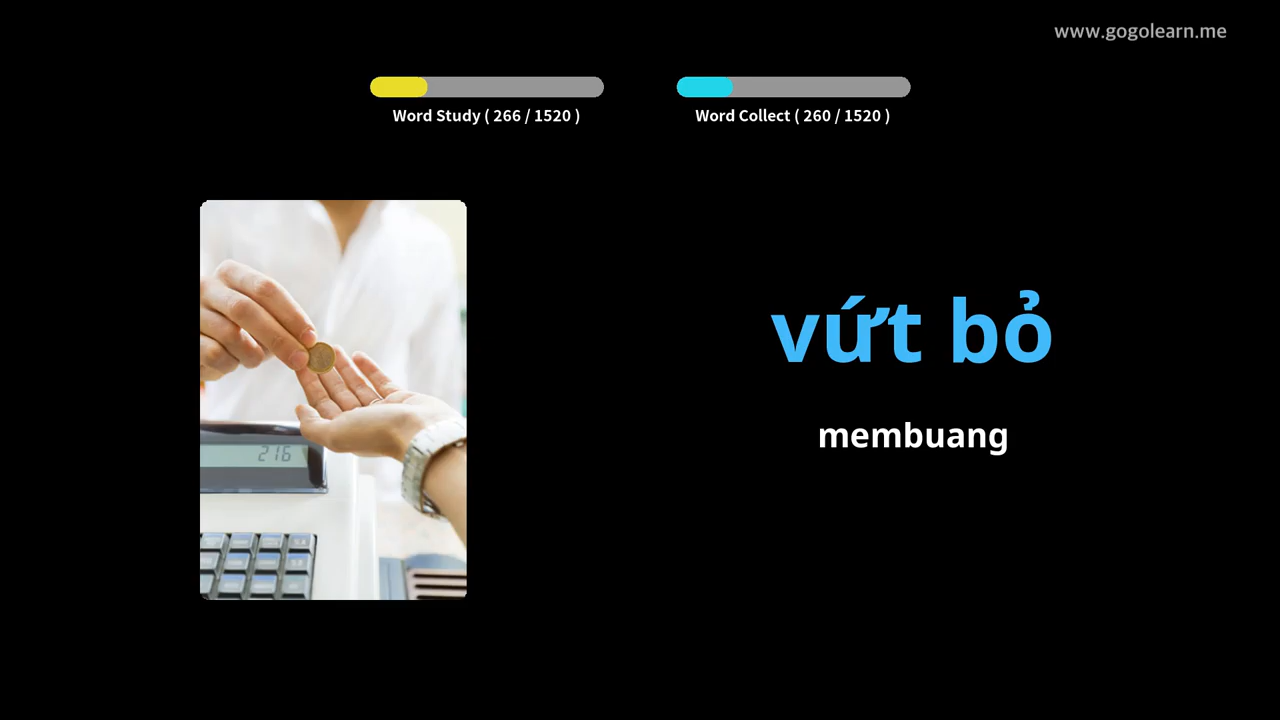 www.gogolearn.me
Word Study ( 266 / 1520 )
Word Collect ( 260 / 1520 )
vứt bỏ
membuang
216